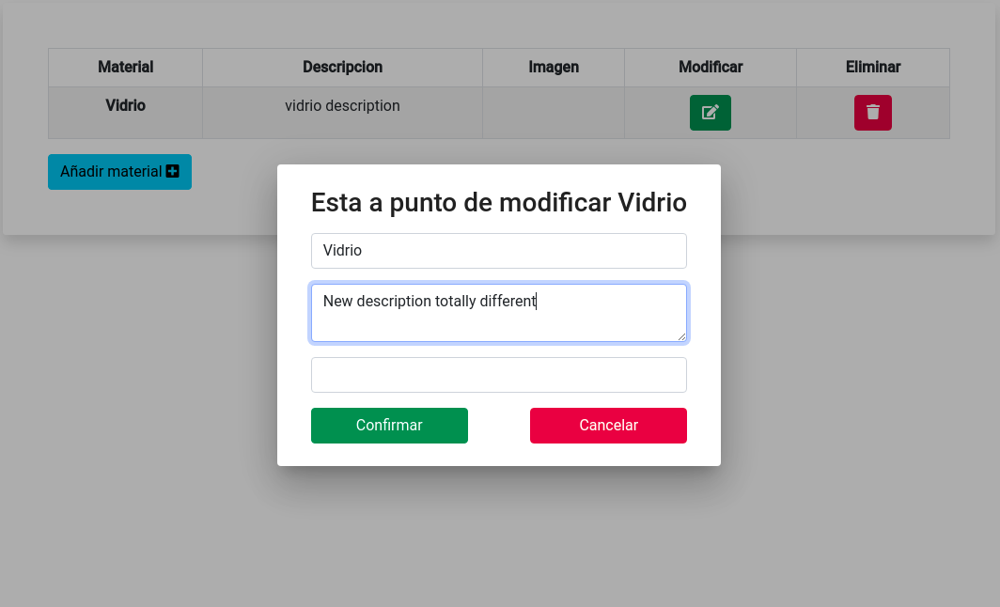 Material Descripcion Imagen Modificar Eliminar
Vidrio vidrio description
Añadir material
Esta a punto de modificar Vidrio
Vidrio
New description totally different
Confirmar Cancelar